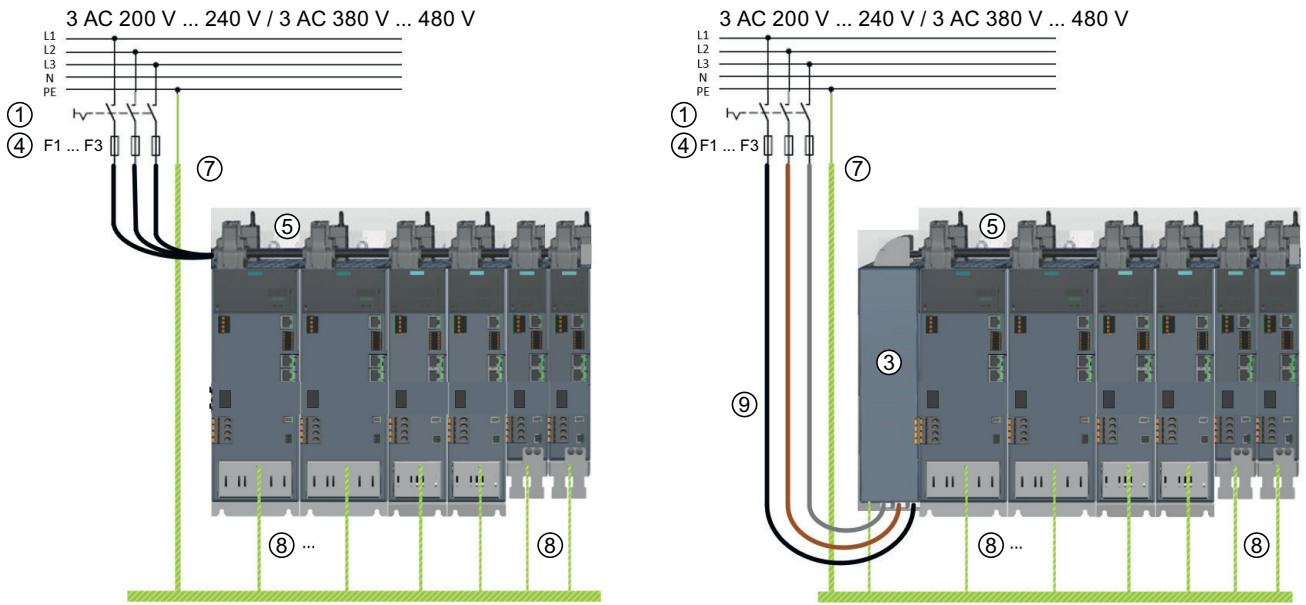 3 AC 200 V ... 240 V / 3 AC 380 V ... 480 V
L1
L2
L3
N
PE
①
④ F1 ... F3
⑦
⑤
⑧ ...
⑧
3 AC 200 V ... 240 V / 3 AC 380 V ... 480 V
L1
L2
L3
N
PE
①
④ F1 ... F3
⑦
⑤
③
⑨
⑧ ...
⑧